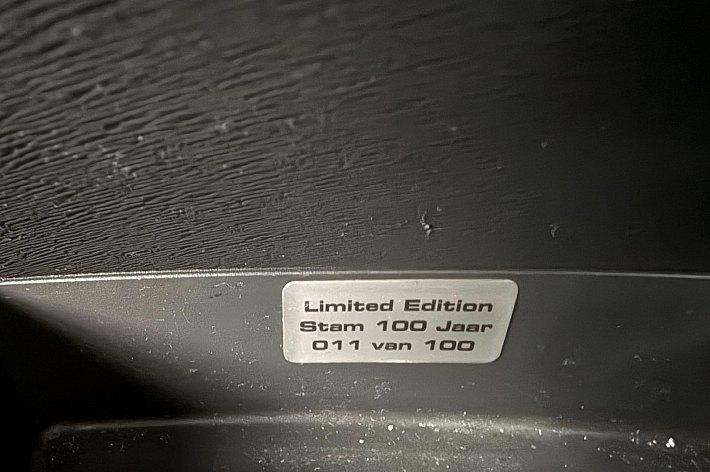 Limited Edition
Stam 100 Jaar
011 van 100